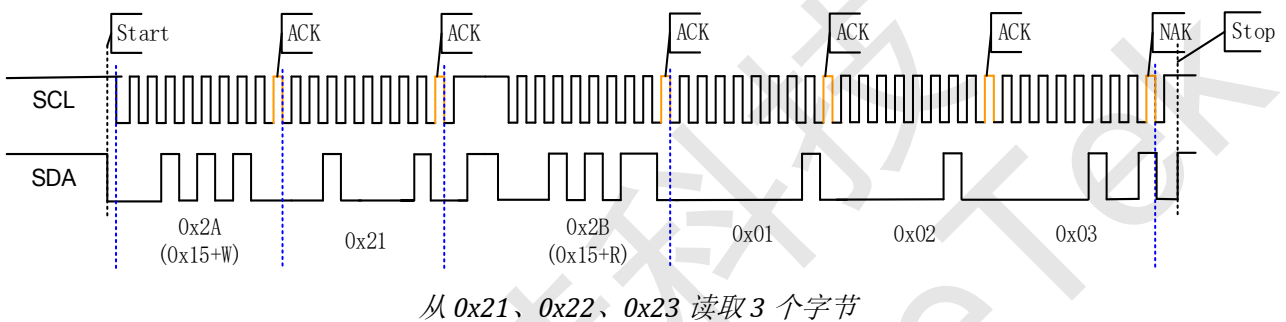 Start ACK ACK ACK ACK ACK NAK Stop
SCL
SDA
0x2A 0x21 0x2B 0x01 0x02 0x03
(0x15+W) (0x15+R)
从 0x21、0x22、0x23 读取 3 个字节